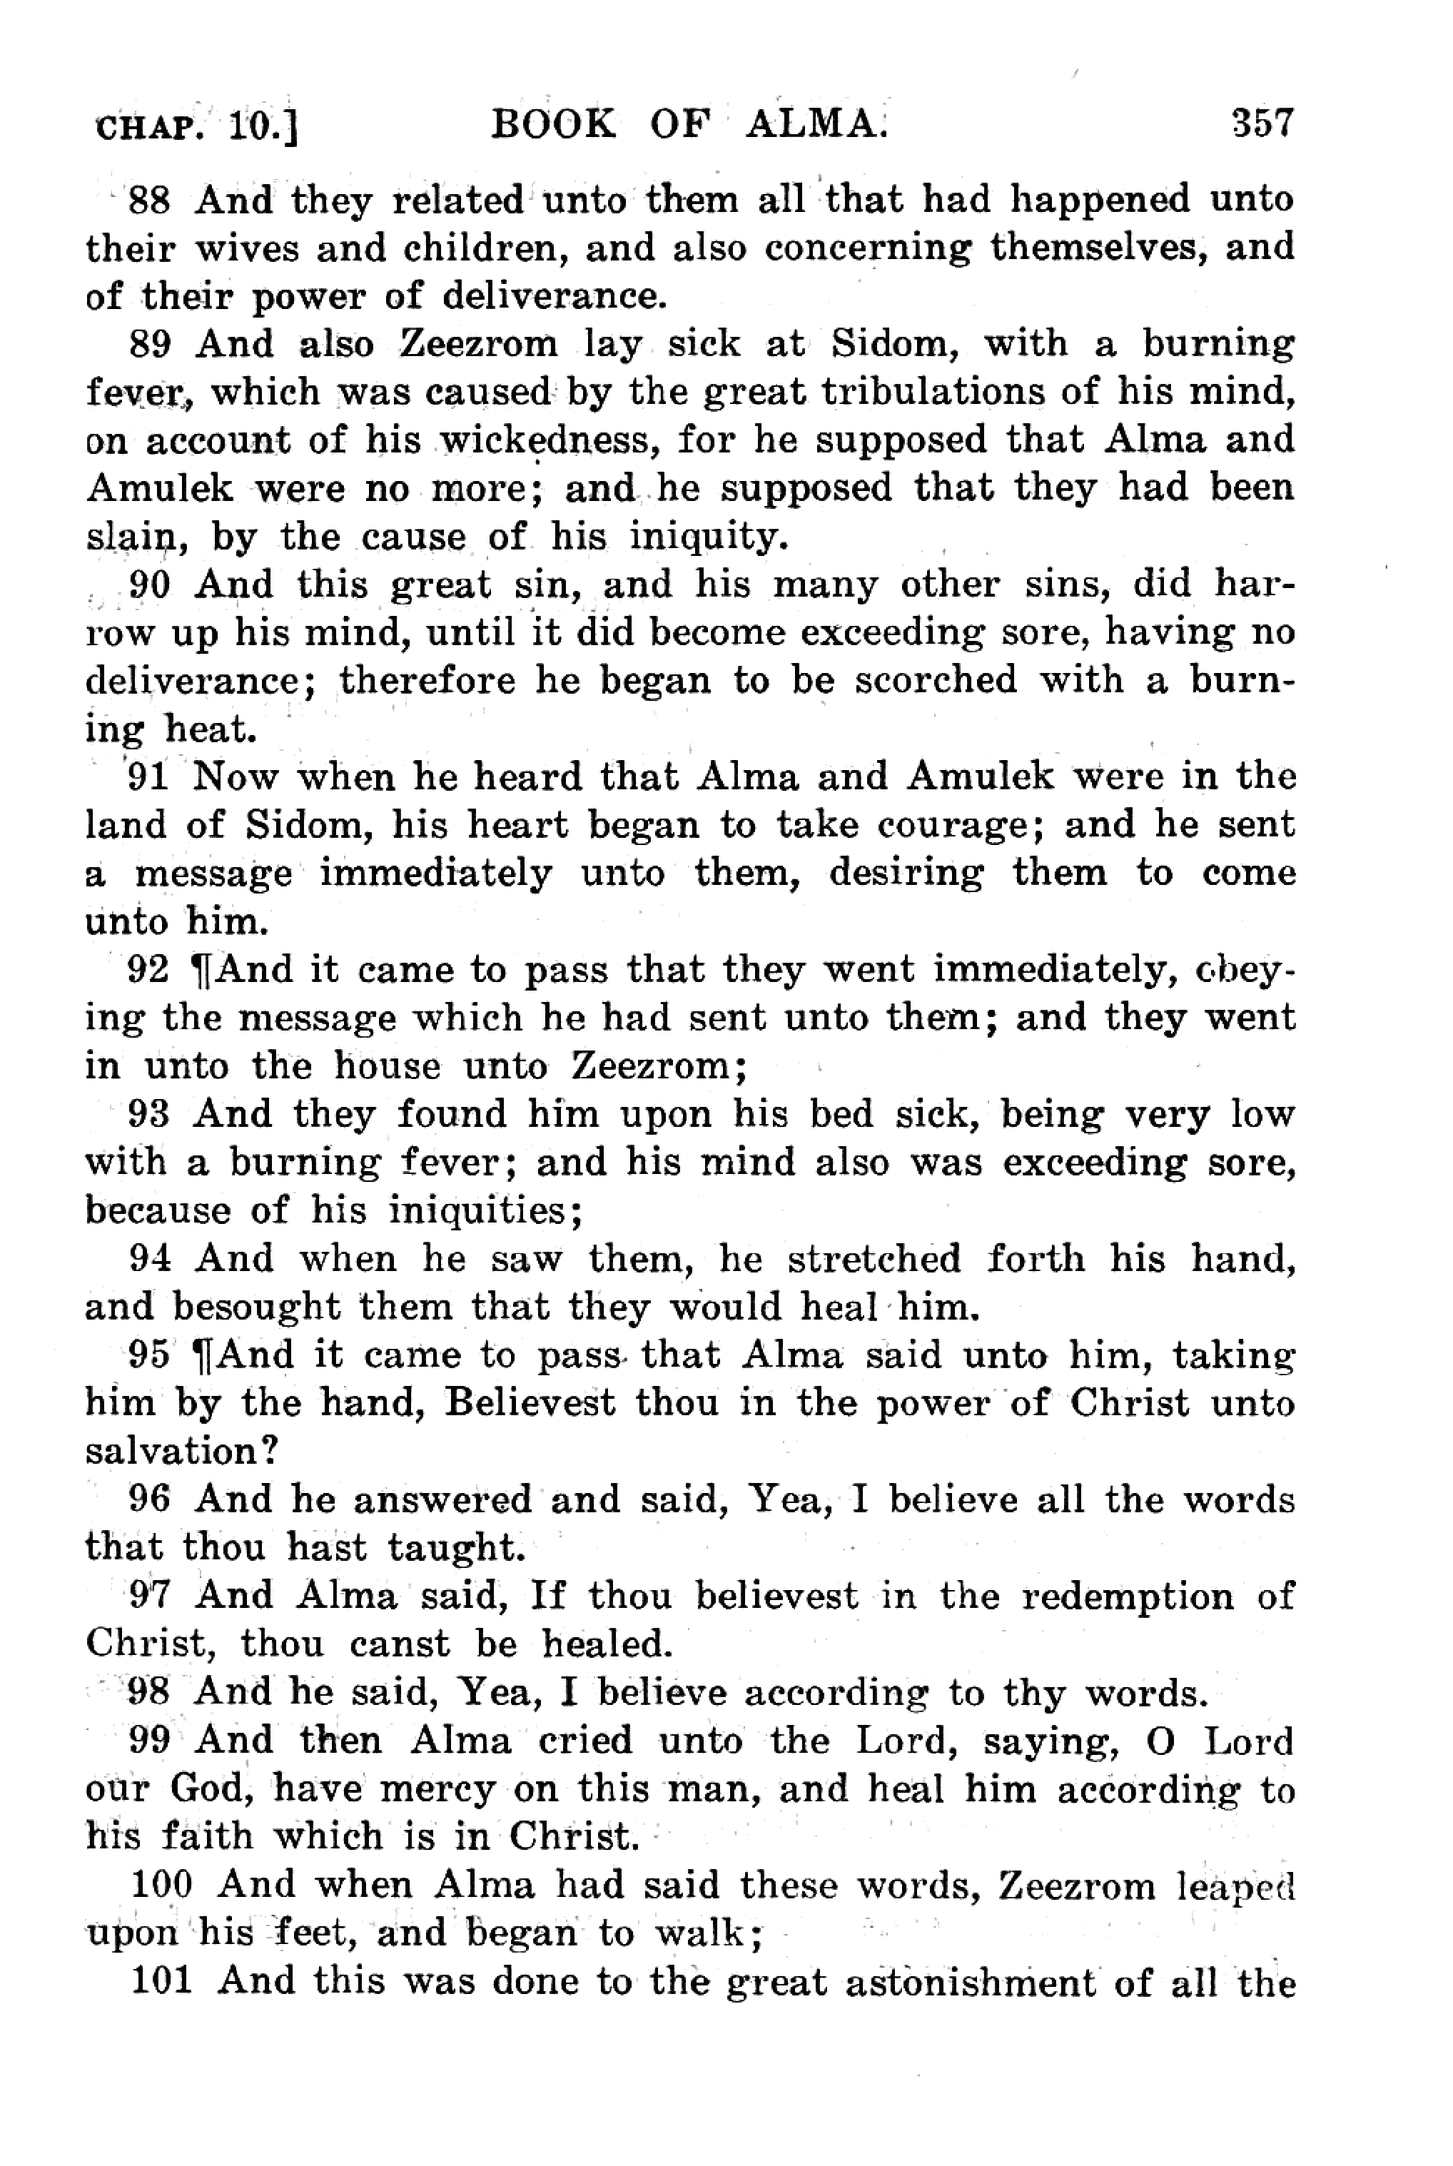 CHAP. 10.] BOOK OF ALMA. 357
88 And they related unto them all that had happened unto
their wives and children, and also concerning themselves, and
of their power of deliverance.
89 And also Zeezrom lay sick at Sidom, with a burning
fever, which was caused by the great tribulations of his mind,
on account of his wickedness, for he supposed that Alma and
Amulek were no more; and he supposed that they had been
slain, by the cause of his iniquity.
90 And this great sin, and his many other sins, did har-
row up his mind, until it did become exceeding sore, having no
deliverance; therefore he began to be scorched with a burn-
ing heat.
91 Now when he heard that Alma and Amulek were in the
land of Sidom, his heart began to take courage; and he sent
a message immediately unto them, desiring them to come
unto him.
92 ¶And it came to pass that they went immediately, obey-
ing the message which he had sent unto them; and they went
in unto the house unto Zeezrom;
93 And they found him upon his bed sick, being very low
with a burning fever; and his mind also was exceeding sore,
because of his iniquities;
94 And when he saw them, he stretched forth his hand,
and besought them that they would heal him.
95 ¶And it came to pass that Alma said unto him, taking
him by the hand, Believest thou in the power of Christ unto
salvation?
96 And he answered and said, Yea, I believe all the words
that thou hast taught.
97 And Alma said, If thou believest in the redemption of
Christ, thou canst be healed.
98 And he said, Yea, I believe according to thy words.
99 And then Alma cried unto the Lord, saying, O Lord
our God, have mercy on this man, and heal him according to
his faith which is in Christ.
100 And when Alma had said these words, Zeezrom leaped
upon his feet, and began to walk;
101 And this was done to the great astonishment of all the